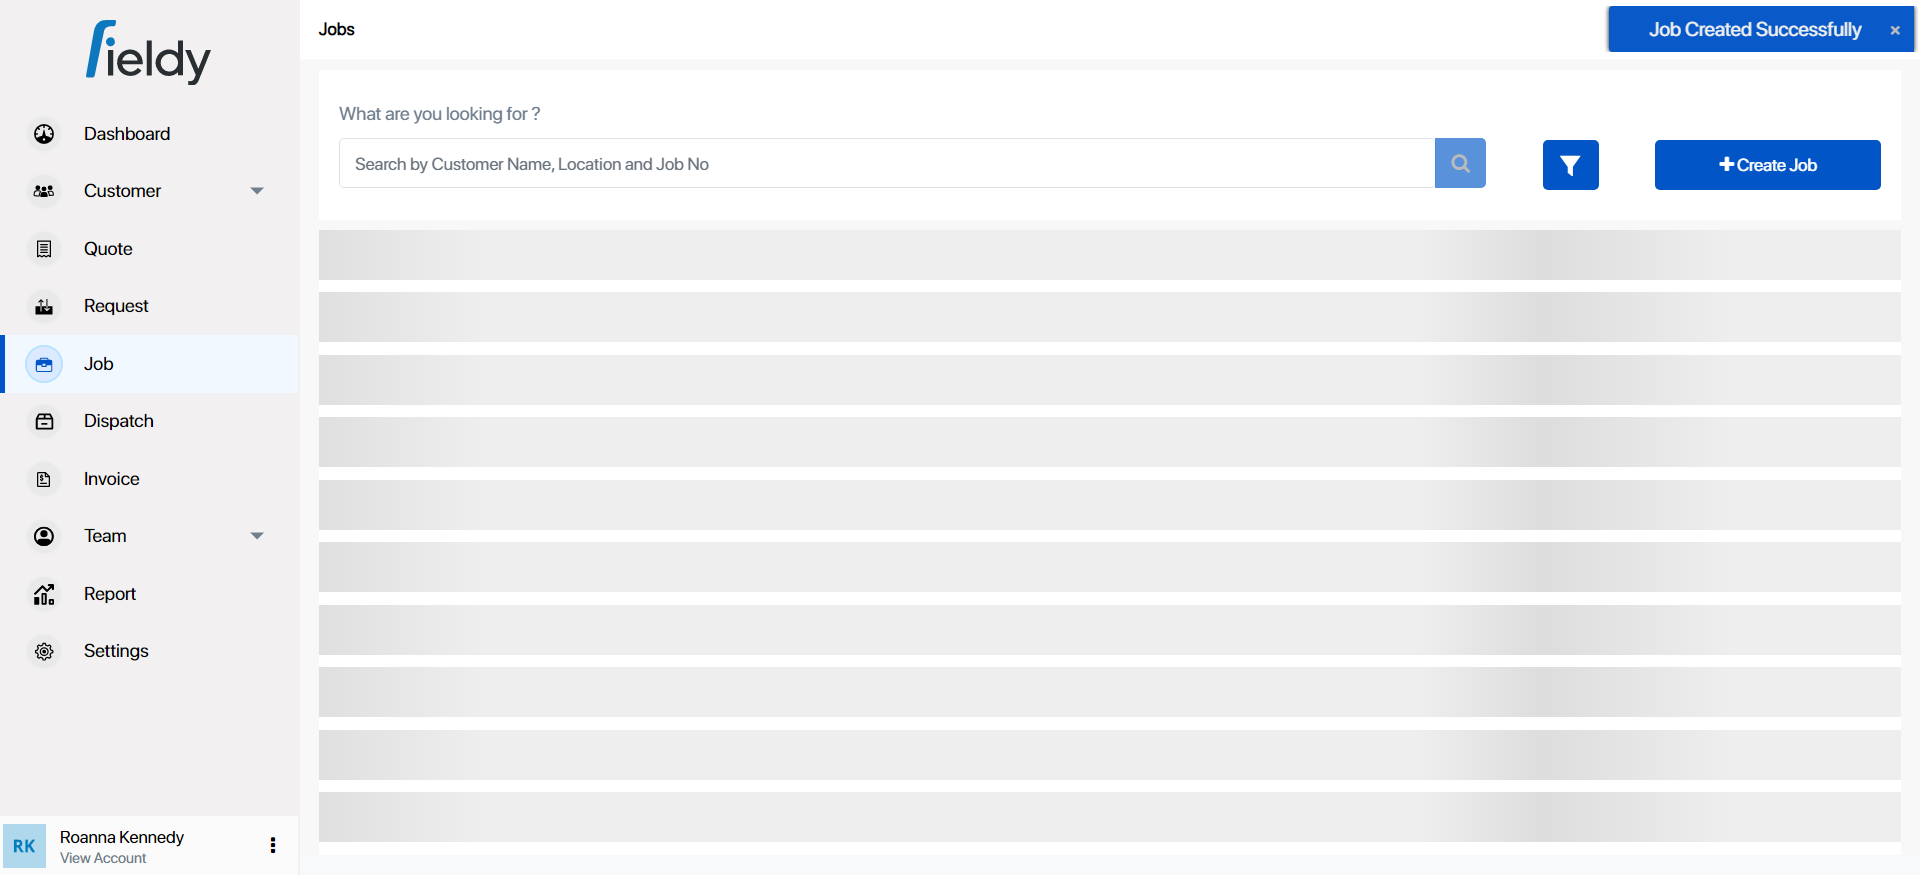 fieldy
Dashboard
Customer
Quote
Request
Job
Dispatch
Invoice
Team
Report
Settings
RK
Roanna Kennedy
View Account
Jobs
Job Created Successfully ×
What are you looking for ?
Search by Customer Name, Location and Job No
Create Job